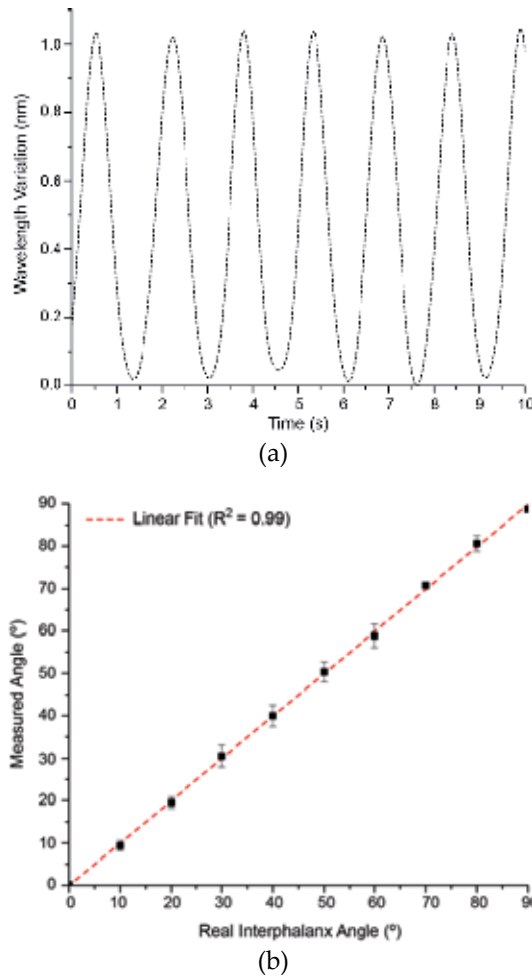 1.0
0.8
0.6
0.4
0.2
0.0
Wavelength Variation (nm)
0 1 2 3 4 5 6 7 8 9 10
Time (s)
(a)
90
80
70
60
50
40
30
20
10
0
Measured Angle (º)
Linear Fit (R² = 0.99)
0 10 20 30 40 50 60 70 80 90
Real Interphalanx Angle (º)
(b)